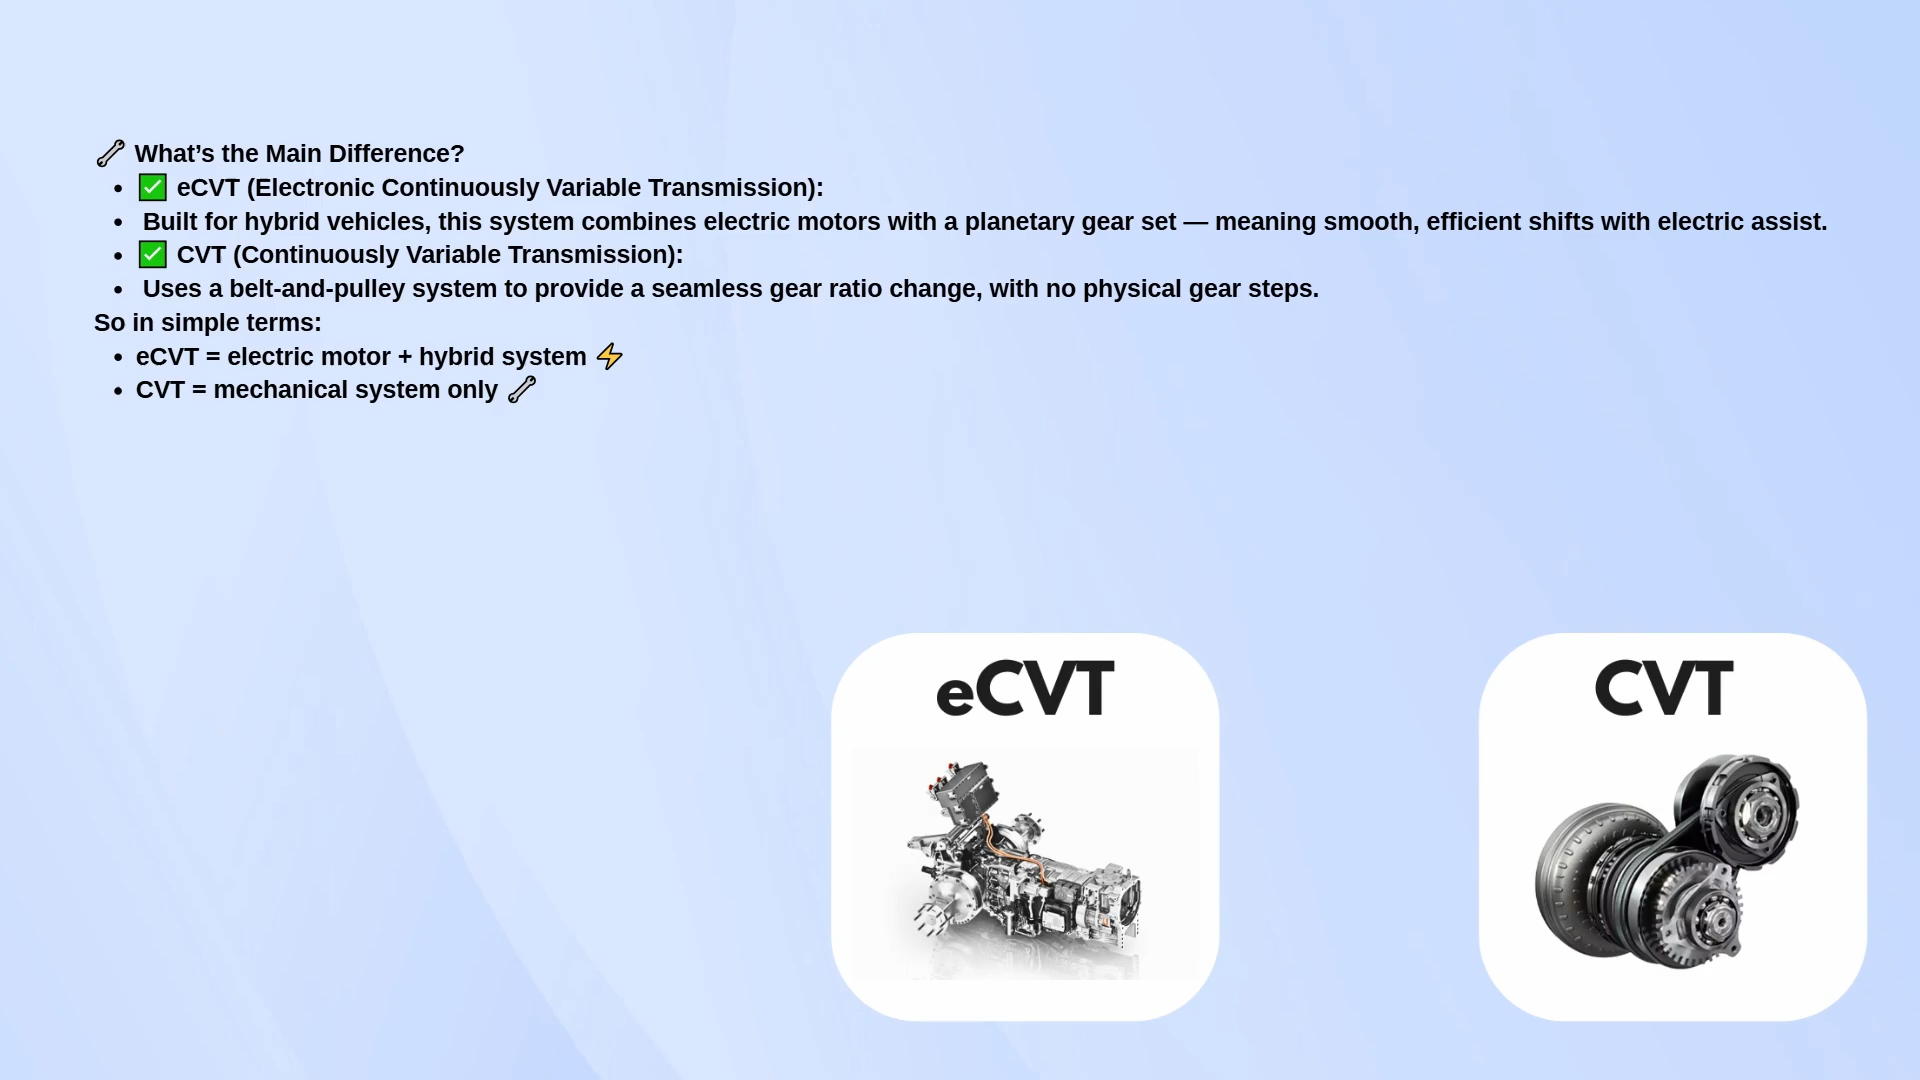 🔧 What’s the Main Difference?
• ✅ eCVT (Electronic Continuously Variable Transmission):
• Built for hybrid vehicles, this system combines electric motors with a planetary gear set — meaning smooth, efficient shifts with electric assist.
• ✅ CVT (Continuously Variable Transmission):
• Uses a belt-and-pulley system to provide a seamless gear ratio change, with no physical gear steps.
So in simple terms:
• eCVT = electric motor + hybrid system ⚡
• CVT = mechanical system only 🔧
eCVT
CVT